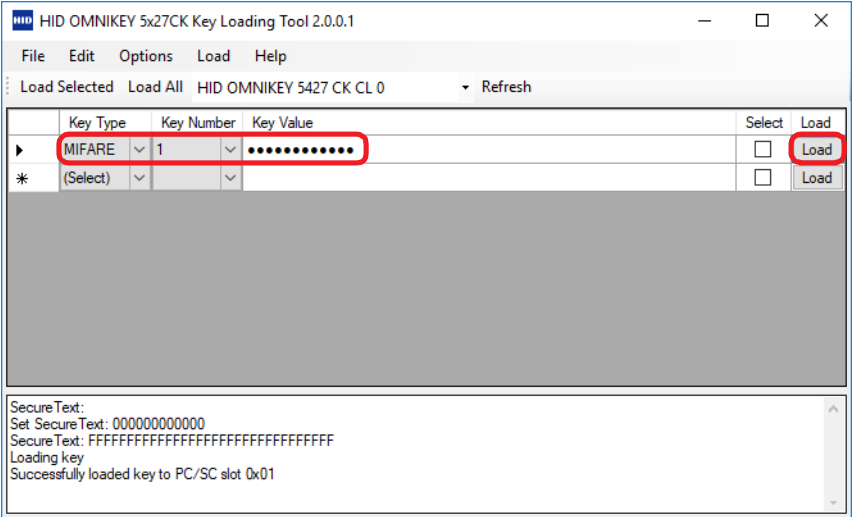 HID HID OMNIKEY 5x27CK Key Loading Tool 2.0.0.1
File Edit Options Load Help
Load Selected Load All HID OMNIKEY 5427 CK CL 0 Refresh
Key Type Key Number Key Value Select Load
MIFARE 1 ●●●●●●●●●●●● Load
(Select) Load
SecureText:
Set SecureText: 000000000000
SecureText: FFFFFFFFFFFFFFFFFFFFFFFFFFFFFFFF
Loading key
Successfully loaded key to PC/SC slot 0x01